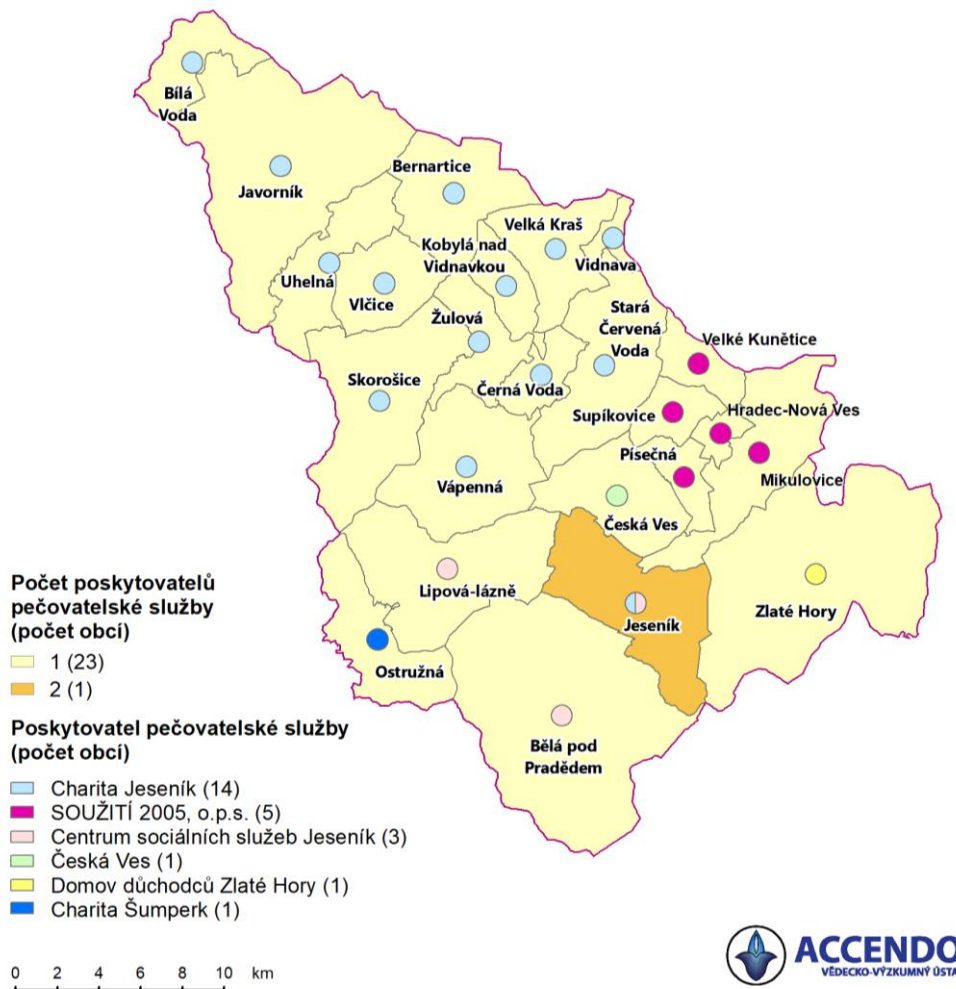 Bílá
Voda
Javorník
Bernartice
Velká Kraš
Kobylá nad
Vidnavkou
Vidnava
Uhelná
Vlčice
Stará
Červená
Voda
Žulová
Velké Kunětice
Skorošice
Černá Voda
Supíkovice
Hradec-Nová Ves
Písečná
Mikulovice
Vápenná
Česká Ves
Lipová-lázně
Jeseník
Zlaté Hory
Ostružná
Bělá pod
Pradědem
Počet poskytovatelů
pečovatelské služby
(počet obcí)
1 (23)
2 (1)
Poskytovatel pečovatelské služby
(počet obcí)
Charita Jeseník (14)
SOUŽITÍ 2005, o.p.s. (5)
Centrum sociálních služeb Jeseník (3)
Česká Ves (1)
Domov důchodců Zlaté Hory (1)
Charita Šumperk (1)
0 2 4 6 8 10 km
ACCENDO
VĚDECKO-VÝZKUMNÝ ÚSTA